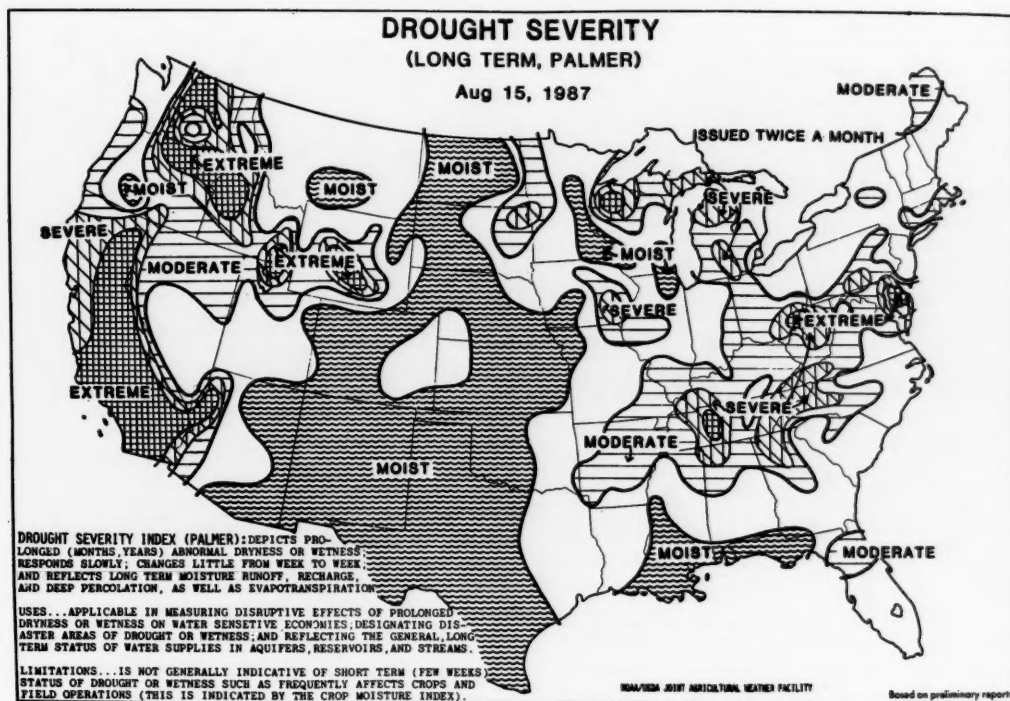 DROUGHT SEVERITY
(LONG TERM, PALMER)
Aug 15, 1987
MODERATE
ISSUED TWICE A MONTH
EXTREME
MOIST
MOIST
MOIST
SEVERE
SEVERE
MODERATE
EXTREME
MOIST
SEVERE
EXTREME
EXTREME
SEVERE
MODERATE
MOIST
MOIST
MODERATE
DROUGHT SEVERITY INDEX (PALMER):DEPICTS PRO-
LONGED (MONTHS,YEARS) ABNORMAL DRYNESS OR WETNESS;
RESPONDS SLOWLY; CHANGES LITTLE FROM WEEK TO WEEK;
AND REFLECTS LONG TERM MOISTURE RUNOFF, RECHARGE,
AND DEEP PERCOLATION, AS WELL AS EVAPOTRANSPIRATION
USES...APPLICABLE IN MEASURING DISRUPTIVE EFFECTS OF PROLONGED
DRYNESS OR WETNESS ON WATER SENSETIVE ECONOMIES;DESIGNATING DIS-
ASTER AREAS OF DROUGHT OR WETNESS;AND REFLECTING THE GENERAL,LONG
TERM STATUS OF WATER SUPPLIES IN AQUIFERS,RESERVOIRS,AND STREAMS.
LIMITATIONS...IS NOT GENERALLY INDICATIVE OF SHORT TERM (FEW WEEKS)
STATUS OF DROUGHT OR WETNESS SUCH AS FREQUENTLY AFFECTS CROPS AND
FIELD OPERATIONS (THIS IS INDICATED BY THE CROP MOISTURE INDEX).
NOAA/USDA JOINT AGRICULTURAL WEATHER FACILITY
Based on preliminary reports